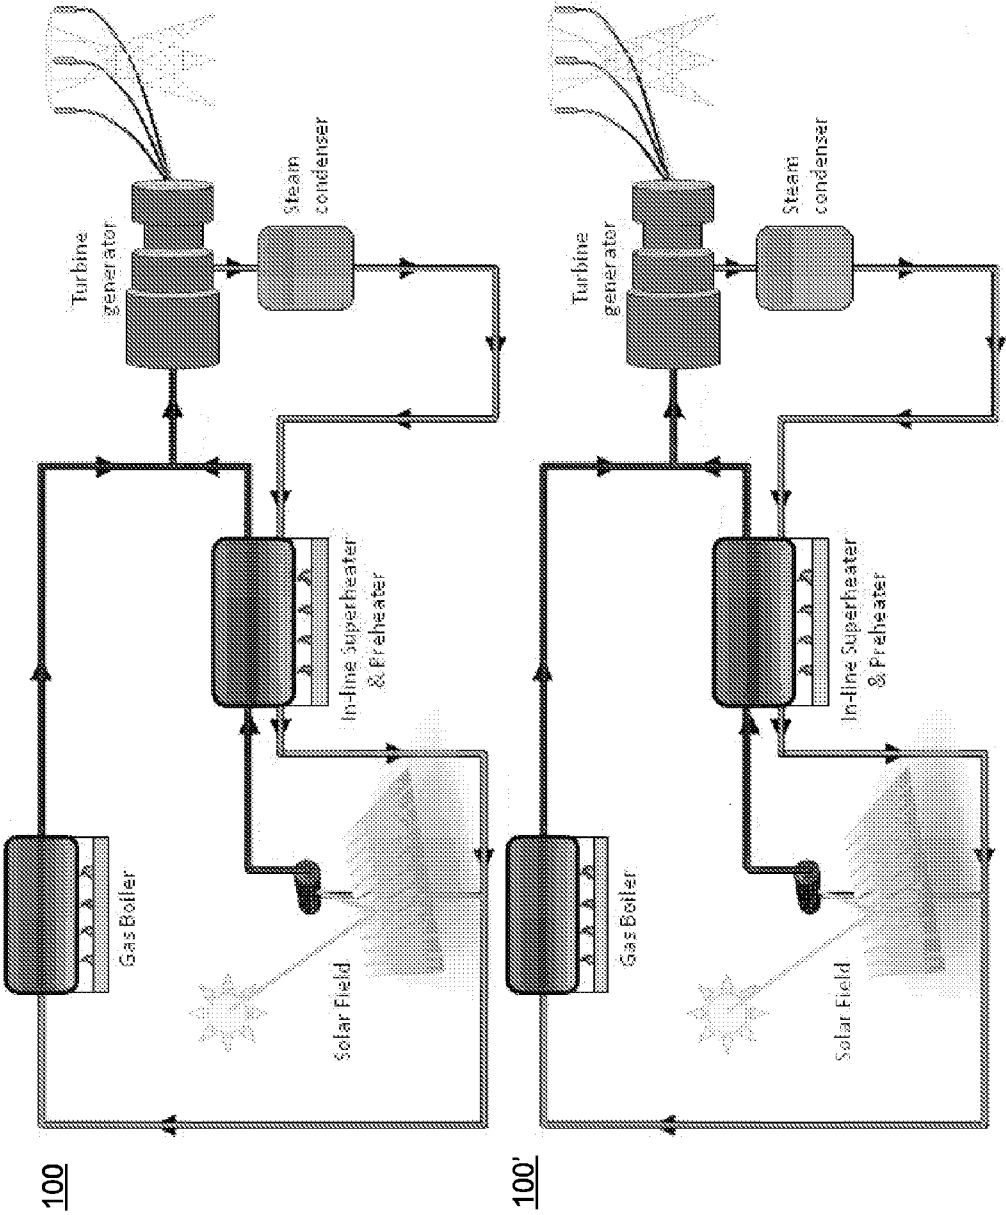 100
Gas Boiler
Solar Field
In-line Superheater
& Preheater
Turbine
generator
Steam
condenser
100'
Gas Boiler
Solar Field
In-line Superheater
& Preheater
Turbine
generator
Steam
condenser